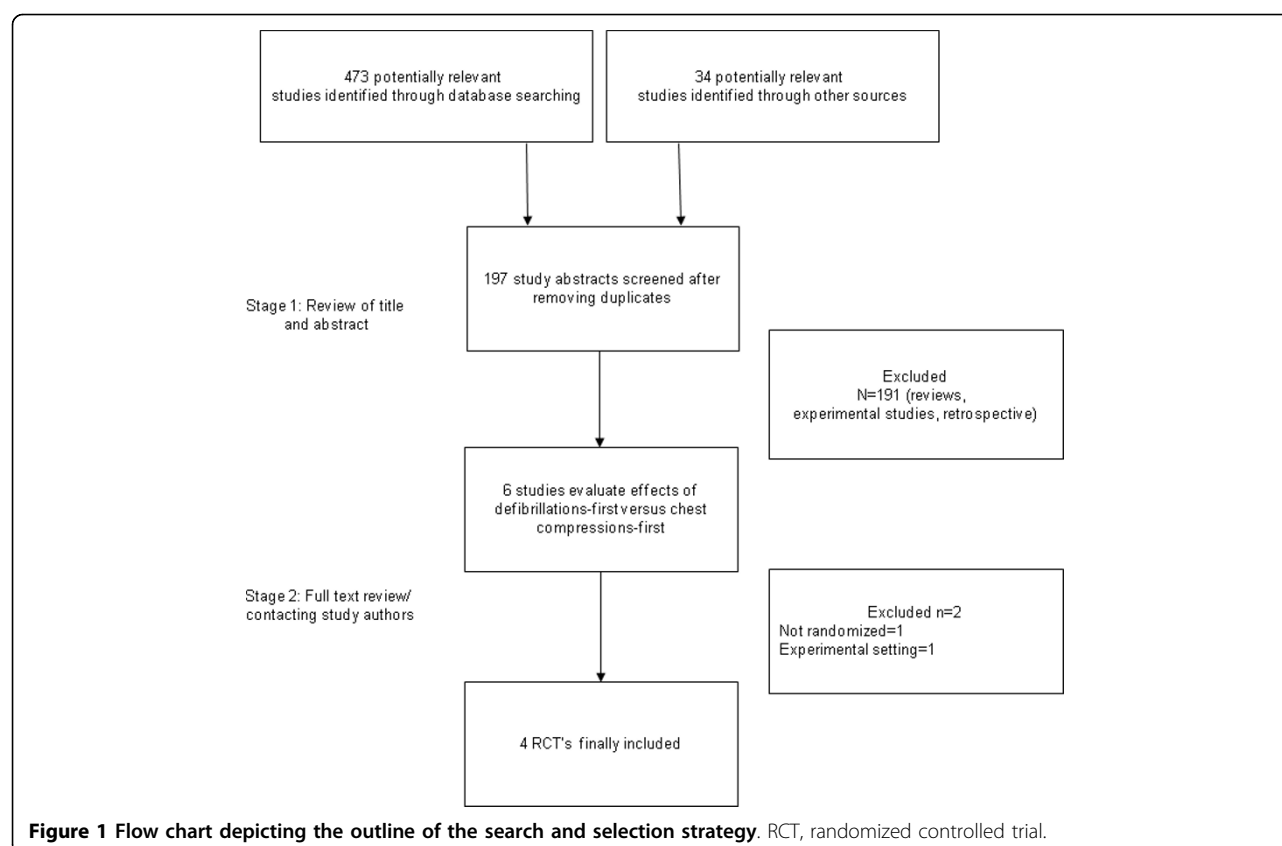 473 potentially relevant
studies identified through database searching
34 potentially relevant
studies identified through other sources
197 study abstracts screened after
removing duplicates
Stage 1: Review of title
and abstract
Excluded
N=191 (reviews,
experimental studies, retrospective)
6 studies evaluate effects of
defibrillations-first versus chest
compressions-first
Stage 2: Full text review/
contacting study authors
Excluded n=2
Not randomized=1
Experimental setting=1
4 RCT's finally included
Figure 1 Flow chart depicting the outline of the search and selection strategy. RCT, randomized controlled trial.